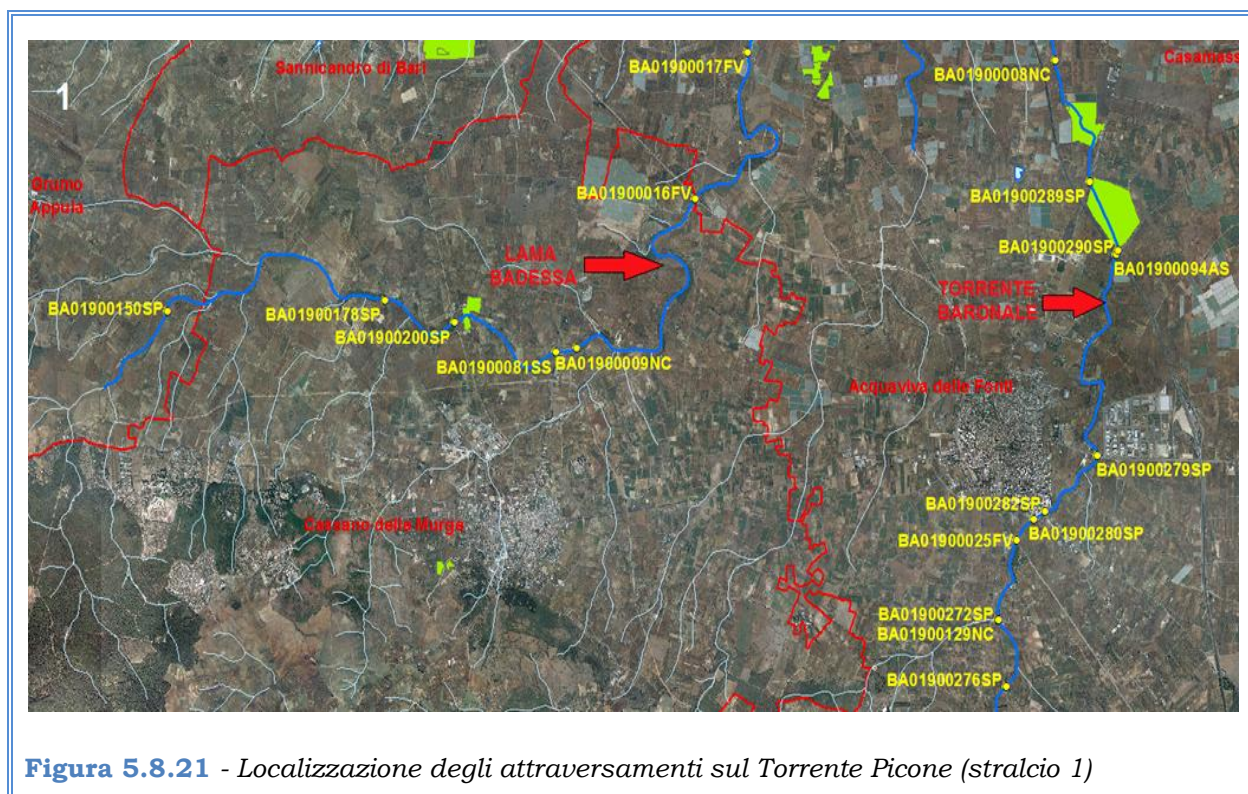 BA01900017FV
BA01900008NC
Casamass
Sannicandro di Bari
1
Grumo
Appula
BA01900016FV
BA01900289SP
LAMA
BADESSA
BA01900290SP
BA01900094AS
TORRENTE
BARONALE
BA01900150SP
BA01900178SP
BA01900200SP
BA01900081SS
BA01900009NC
Acquaviva delle Fonti
BA01900279SP
BA01900282SP
BA01900280SP
BA01900025FV
Cassano delle Murge
BA01900272SP
BA01900129NC
BA01900276SP
Figura 5.8.21 - Localizzazione degli attraversamenti sul Torrente Picone (stralcio 1)